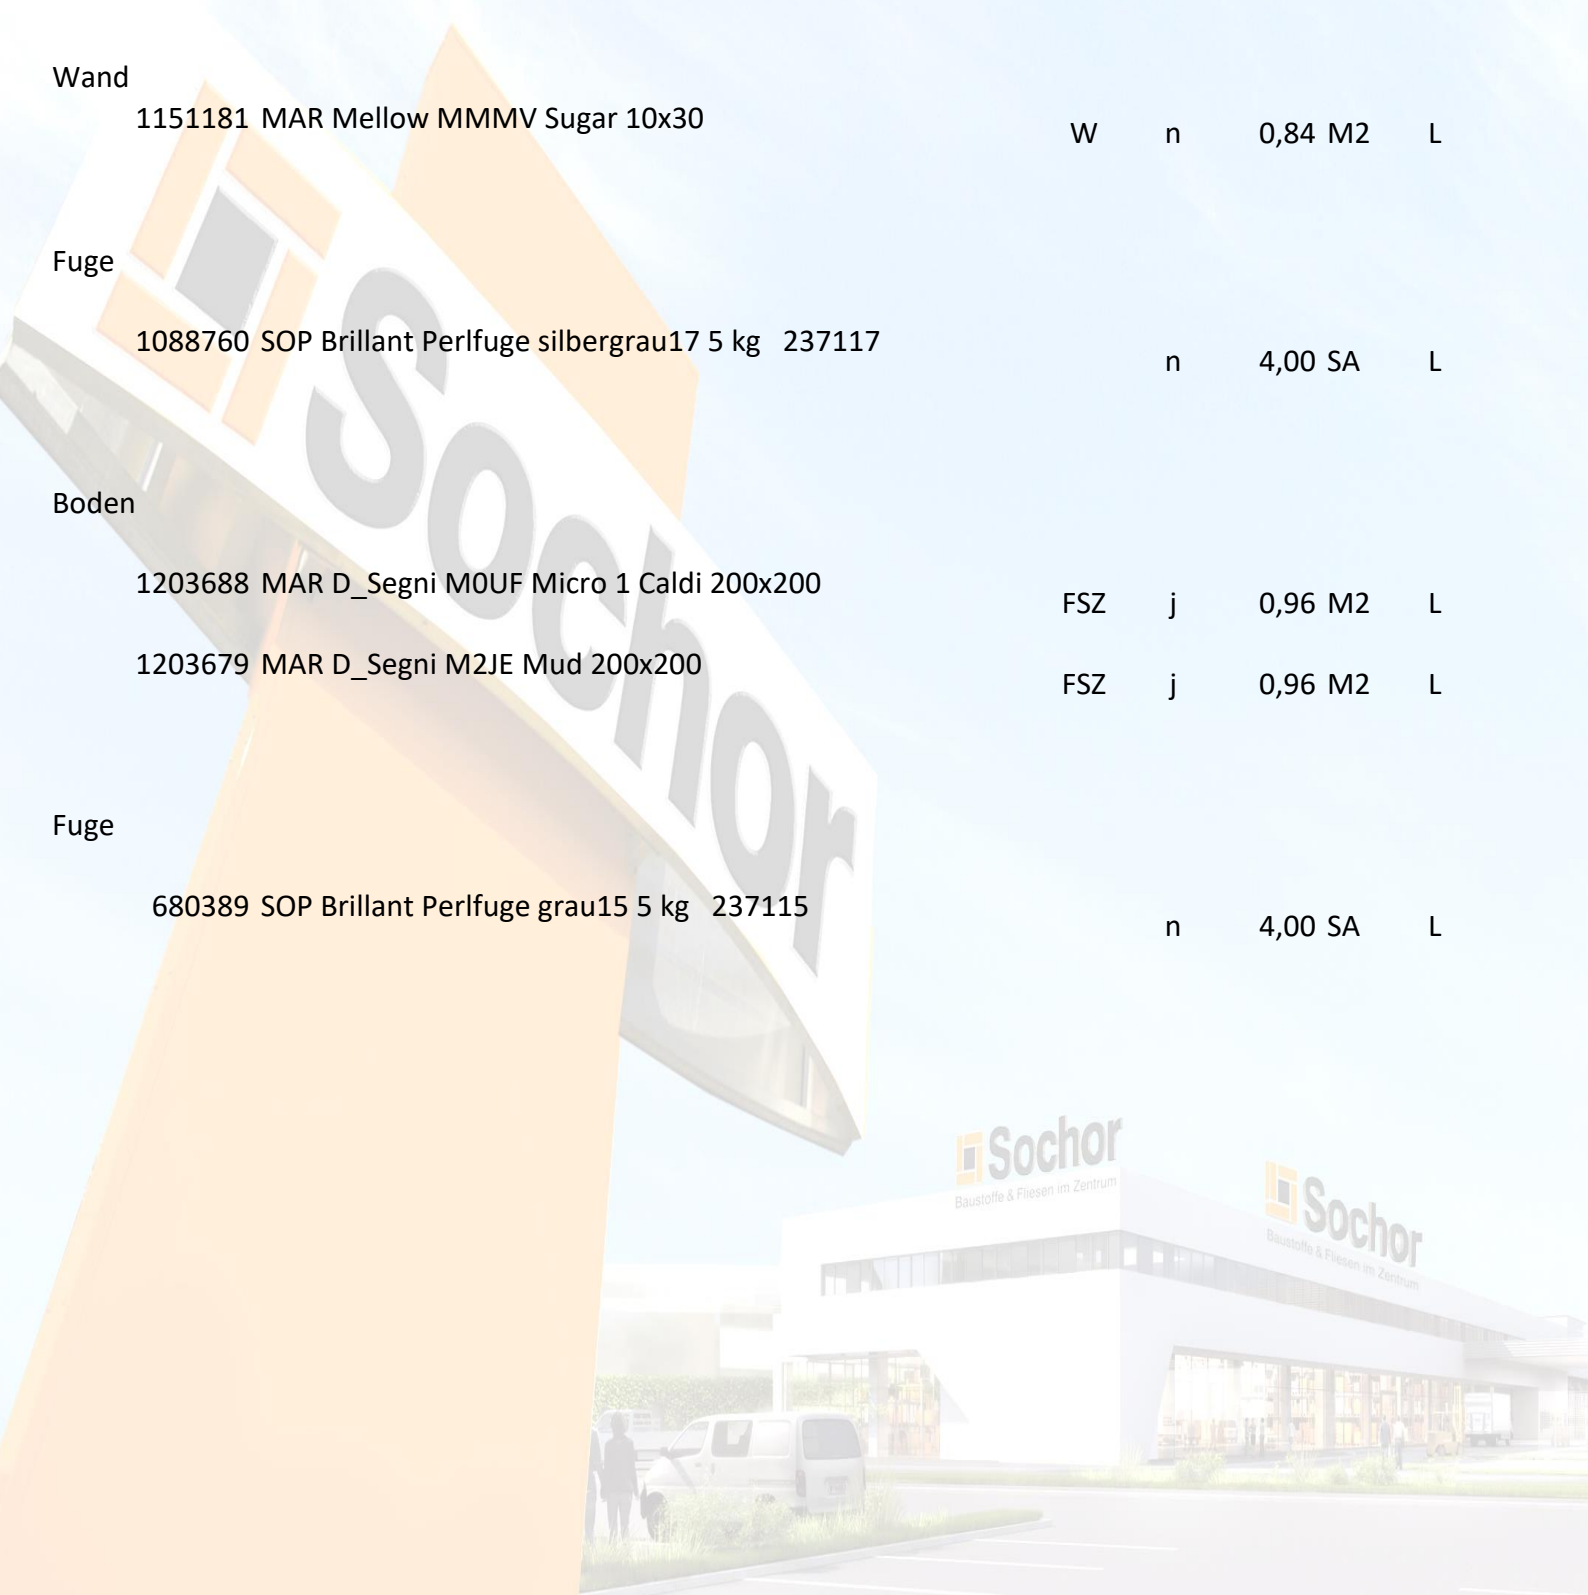 Wand
1151181 MAR Mellow MMMV Sugar 10x30 W n 0,84 M2 L
Fuge
1088760 SOP Brillant Perlfuge silbergrau17 5 kg 237117 n 4,00 SA L
Boden
1203688 MAR D_Segni M0UF Micro 1 Caldi 200x200 FSZ j 0,96 M2 L
1203679 MAR D_Segni M2JE Mud 200x200 FSZ j 0,96 M2 L
Fuge
680389 SOP Brillant Perlfuge grau15 5 kg 237115 n 4,00 SA L
Sochor
Sochor
Baustoffe & Fliesen im Zentrum
Sochor
Baustoffe & Fliesen im Zentrum